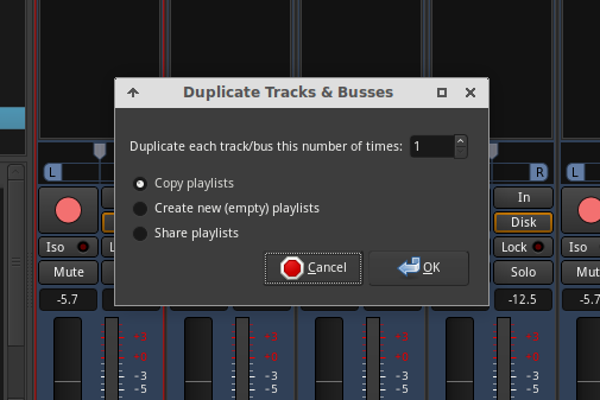 Duplicate Tracks & Busses
Duplicate each track/bus this number of times: 1
Copy playlists
Create new (empty) playlists
Share playlists
Cancel OK
L R L
In
Disk
Iso L Lock Iso
Mute Solo Mut
-5.7 -12.5 -5.7
+3 +3 +3 +3
+0 +0 +0 +0
-3 -3 -3 -3
-5 -5 -5 -5